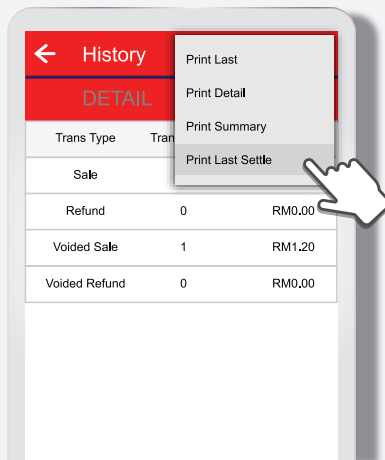 History
Print Last
Print Detail
Print Summary
Print Last Settle
DETAIL
Trans Type Tran
Sale
Refund 0 RM0.00
Voided Sale 1 RM1.20
Voided Refund 0 RM0.00